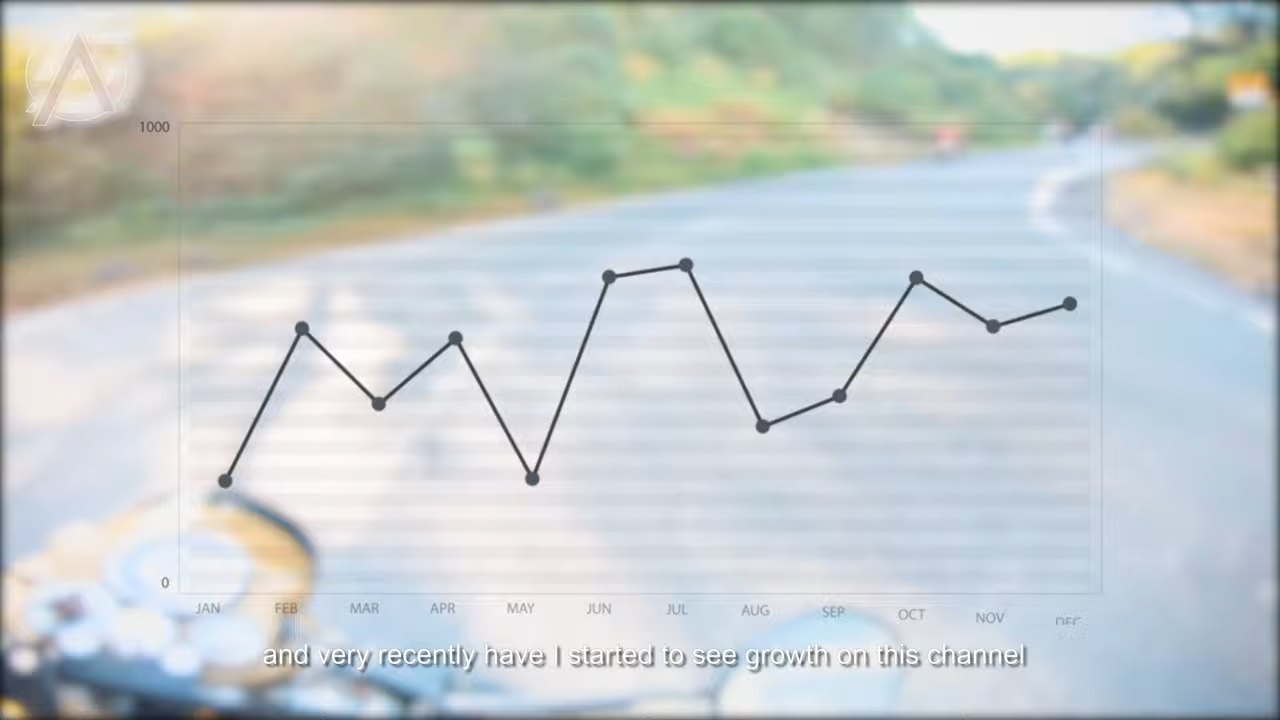 1000
0
JAN FEB MAR APR MAY JUN JUL AUG SEP OCT NOV DEC
and very recently have I started to see growth on this channel